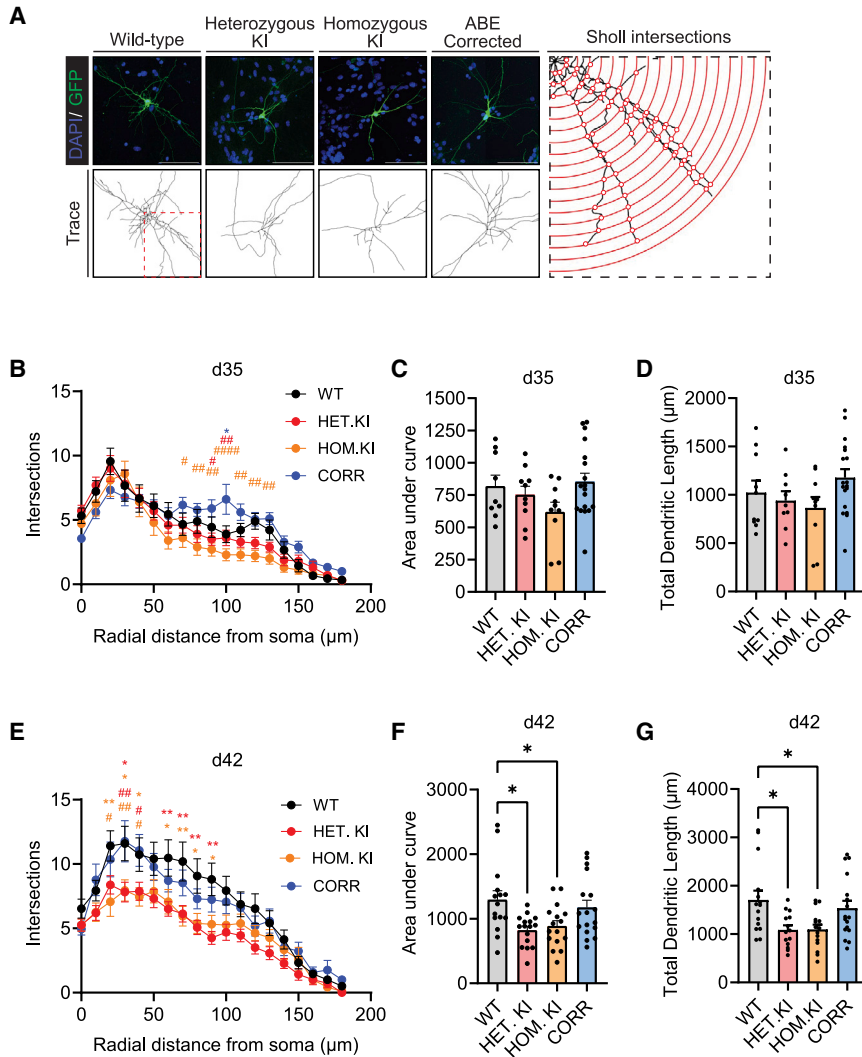 A
Wild-type
Heterozygous KI
Homozygous KI
ABE Corrected
Sholl intersections
DAPI/ GFP
Trace
B
d35
15
10
5
0
0
50
100
150
200
Intersections
Radial distance from soma (µm)
WT
HET.KI
HOM.KI
CORR
*
##
####
#
#
##
##
##
##
##
C
d35
Area under curve
1500
1250
1000
750
500
250
0
WT
HET. KI
HOM. KI
CORR
D
d35
Total Dendritic Length (µm)
2000
1500
1000
500
0
WT
HET. KI
HOM. KI
CORR
E
d42
15
10
5
0
0
50
100
150
200
Intersections
Radial distance from soma (µm)
WT
HET. KI
HOM. KI
CORR
*
*
##
##
**
#
*
#
#
**
*
**
**
**
*
**
*
F
d42
Area under curve
3000
2000
1000
0
*
*
WT
HET. KI
HOM. KI
CORR
G
d42
Total Dendritic Length (µm)
4000
3000
2000
1000
0
*
*
WT
HET.KI
HOM.KI
CORR